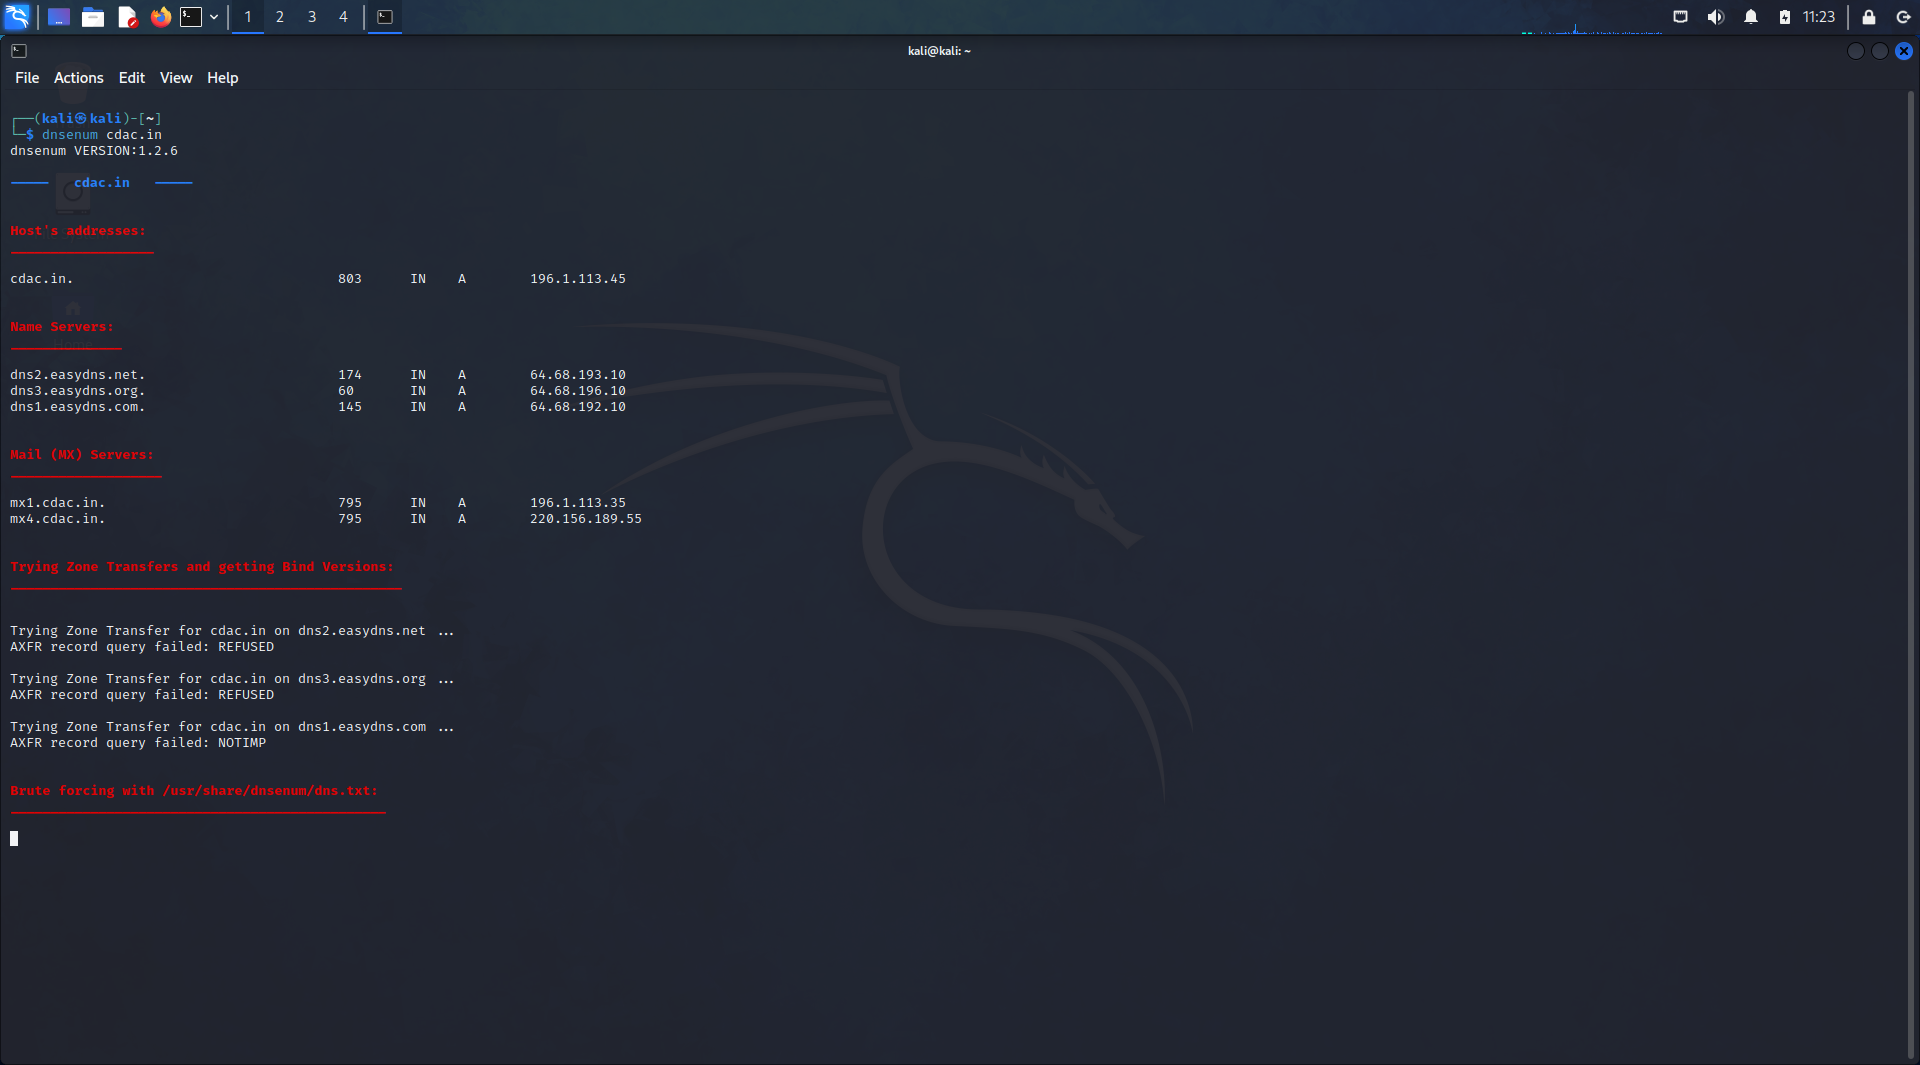 1 2 3 4 11:23
kali@kali: ~
File Actions Edit View Help
┌──(kali㉿kali)-[~]
└─$ dnsenum cdac.in
dnsenum VERSION:1.2.6
----- cdac.in -----
Host's addresses:
cdac.in. 803 IN A 196.1.113.45
Name Servers:
dns2.easydns.net. 174 IN A 64.68.193.10
dns3.easydns.org. 60 IN A 64.68.196.10
dns1.easydns.com. 145 IN A 64.68.192.10
Mail (MX) Servers:
mx1.cdac.in. 795 IN A 196.1.113.35
mx4.cdac.in. 795 IN A 220.156.189.55
Trying Zone Transfers and getting Bind Versions:
Trying Zone Transfer for cdac.in on dns2.easydns.net ...
AXFR record query failed: REFUSED
Trying Zone Transfer for cdac.in on dns3.easydns.org ...
AXFR record query failed: REFUSED
Trying Zone Transfer for cdac.in on dns1.easydns.com ...
AXFR record query failed: NOTIMP
Brute forcing with /usr/share/dnsenum/dns.txt: